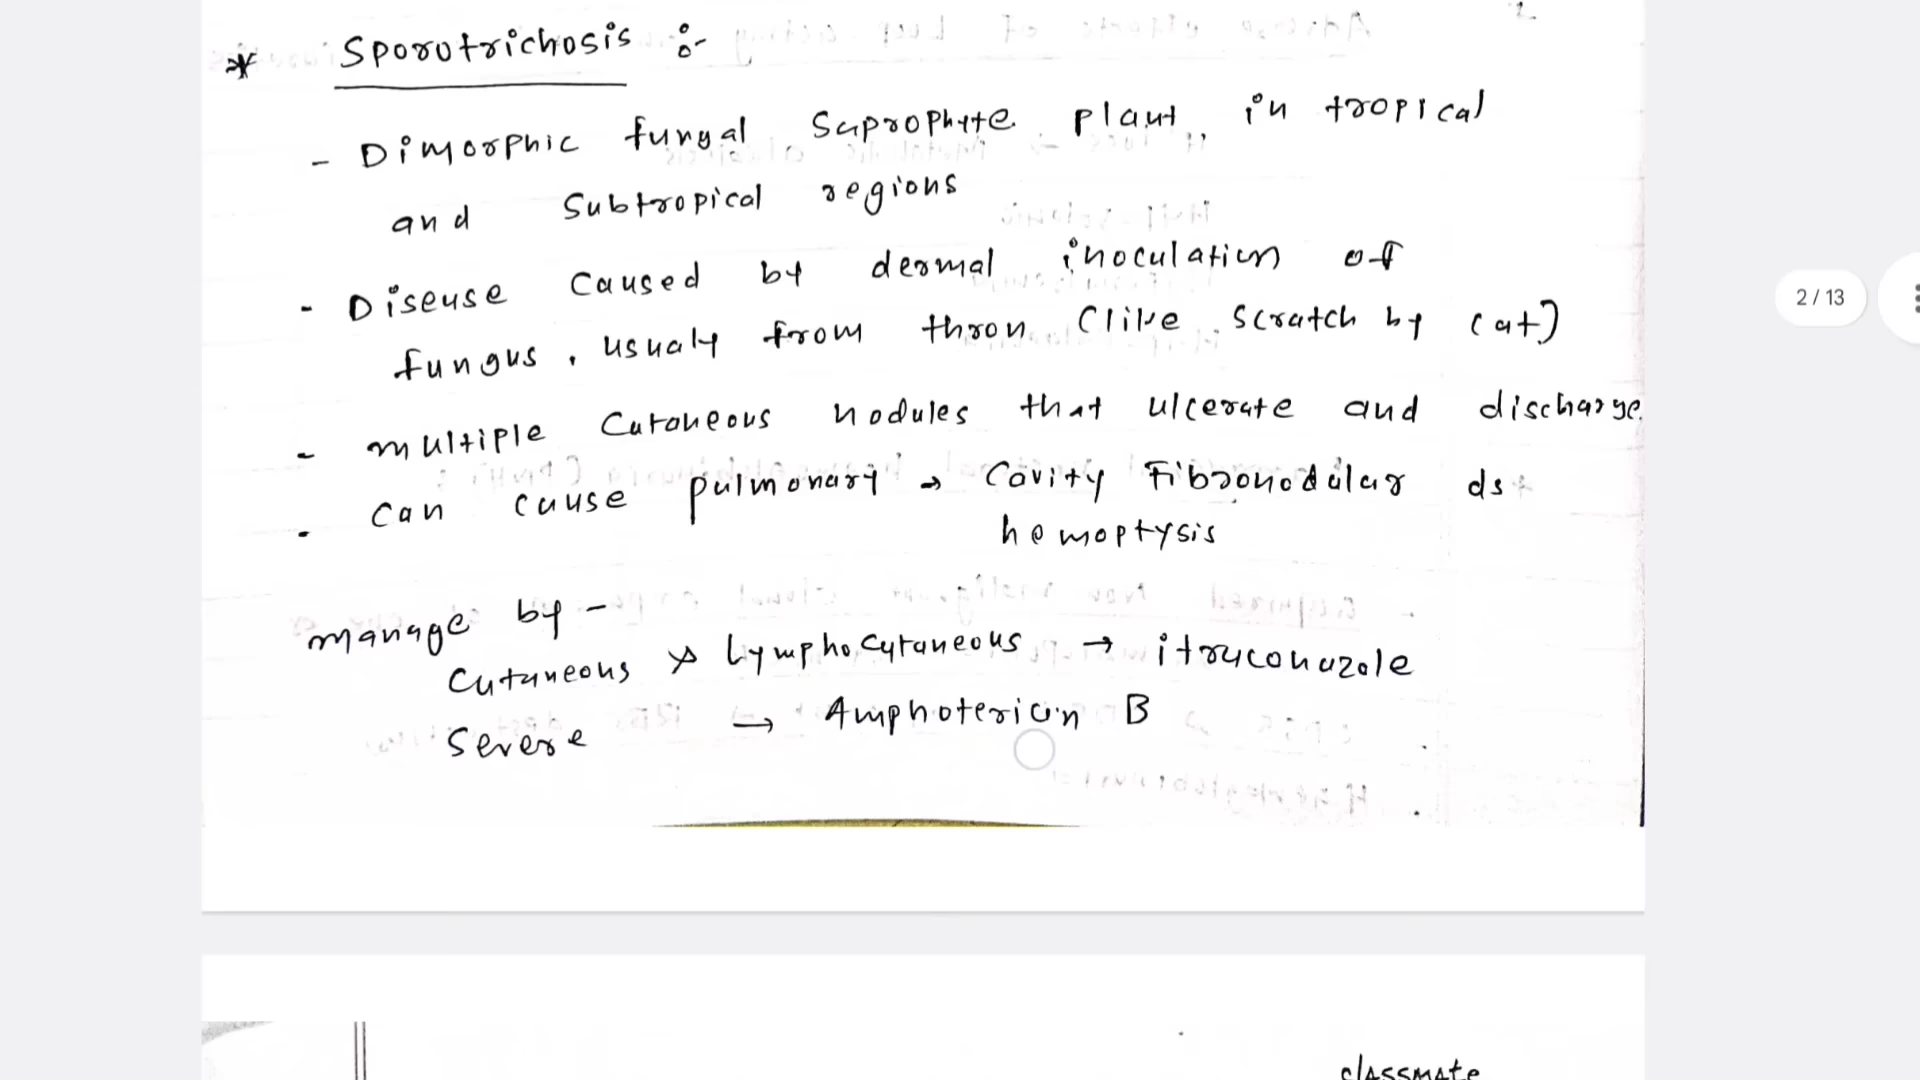 * Sporotrichosis :-
- Dimorphic fungal Saprophyte plant in tropical
and Subtropical regions
- Disease caused by dermal inoculation of
fungus, usualy from thron (like scratch by cat)
- multiple Cutaneous nodules that ulcerate and discharge
- can cause pulmonary → Cavity Fibronodular ds+
hemoptysis
manage by -
Cutaneous & Lymphocutaneous → itraconazole
Severe → Amphotericin B
2 / 13
classmate